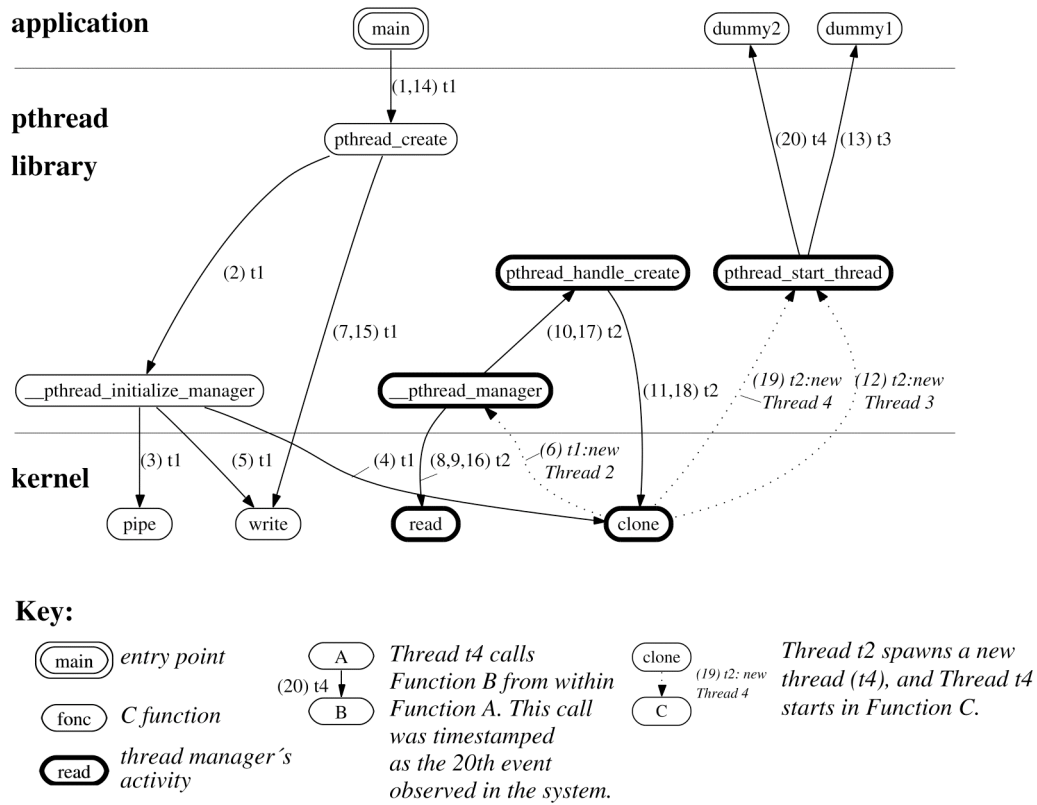 application
main
dummy2
dummy1
(1,14) t1
pthread
library
pthread_create
(20) t4
(13) t3
(2) t1
pthread_handle_create
pthread_start_thread
(7,15) t1
(10,17) t2
__pthread_initialize_manager
__pthread_manager
(11,18) t2
(19) t2:new
Thread 4
(12) t2:new
Thread 3
kernel
(3) t1
(5) t1
(4) t1
(8,9,16) t2
(6) t1:new
Thread 2
pipe
write
read
clone
Key:
main
entry point
fonc
C function
read
thread manager´s
activity
A
(20) t4
B
Thread t4 calls
Function B from within
Function A. This call
was timestamped
as the 20th event
observed in the system.
clone
(19) t2: new
Thread 4
C
Thread t2 spawns a new
thread (t4), and Thread t4
starts in Function C.